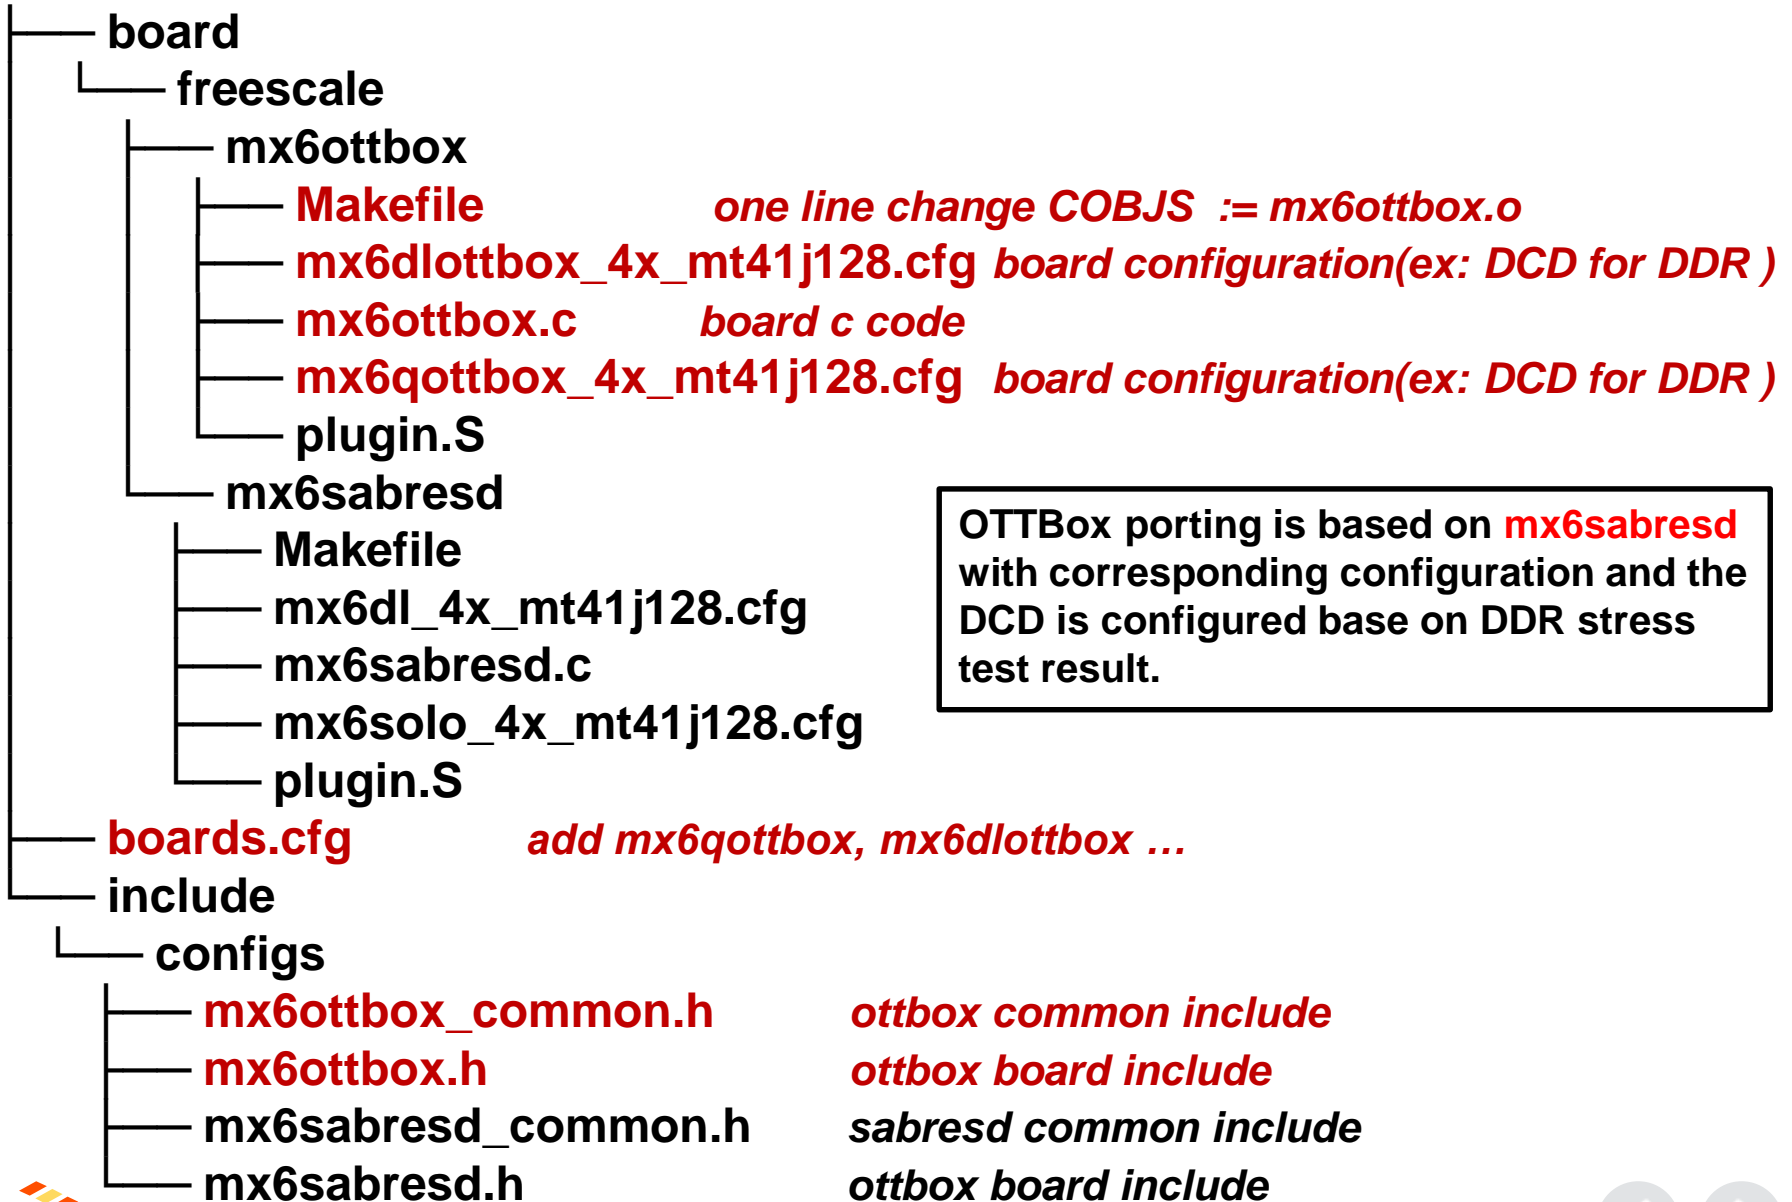 board
freescale
mx6ottbox
Makefile one line change COBJS := mx6ottbox.o
mx6dlottbox_4x_mt41j128.cfg board configuration(ex: DCD for DDR )
mx6ottbox.c board c code
mx6qottbox_4x_mt41j128.cfg board configuration(ex: DCD for DDR )
plugin.S
mx6sabresd
Makefile
mx6dl_4x_mt41j128.cfg
mx6sabresd.c
mx6solo_4x_mt41j128.cfg
plugin.S
OTTBox porting is based on mx6sabresd
with corresponding configuration and the
DCD is configured base on DDR stress
test result.
boards.cfg add mx6qottbox, mx6dlottbox …
include
configs
mx6ottbox_common.h ottbox common include
mx6ottbox.h ottbox board include
mx6sabresd_common.h sabresd common include
mx6sabresd.h ottbox board include